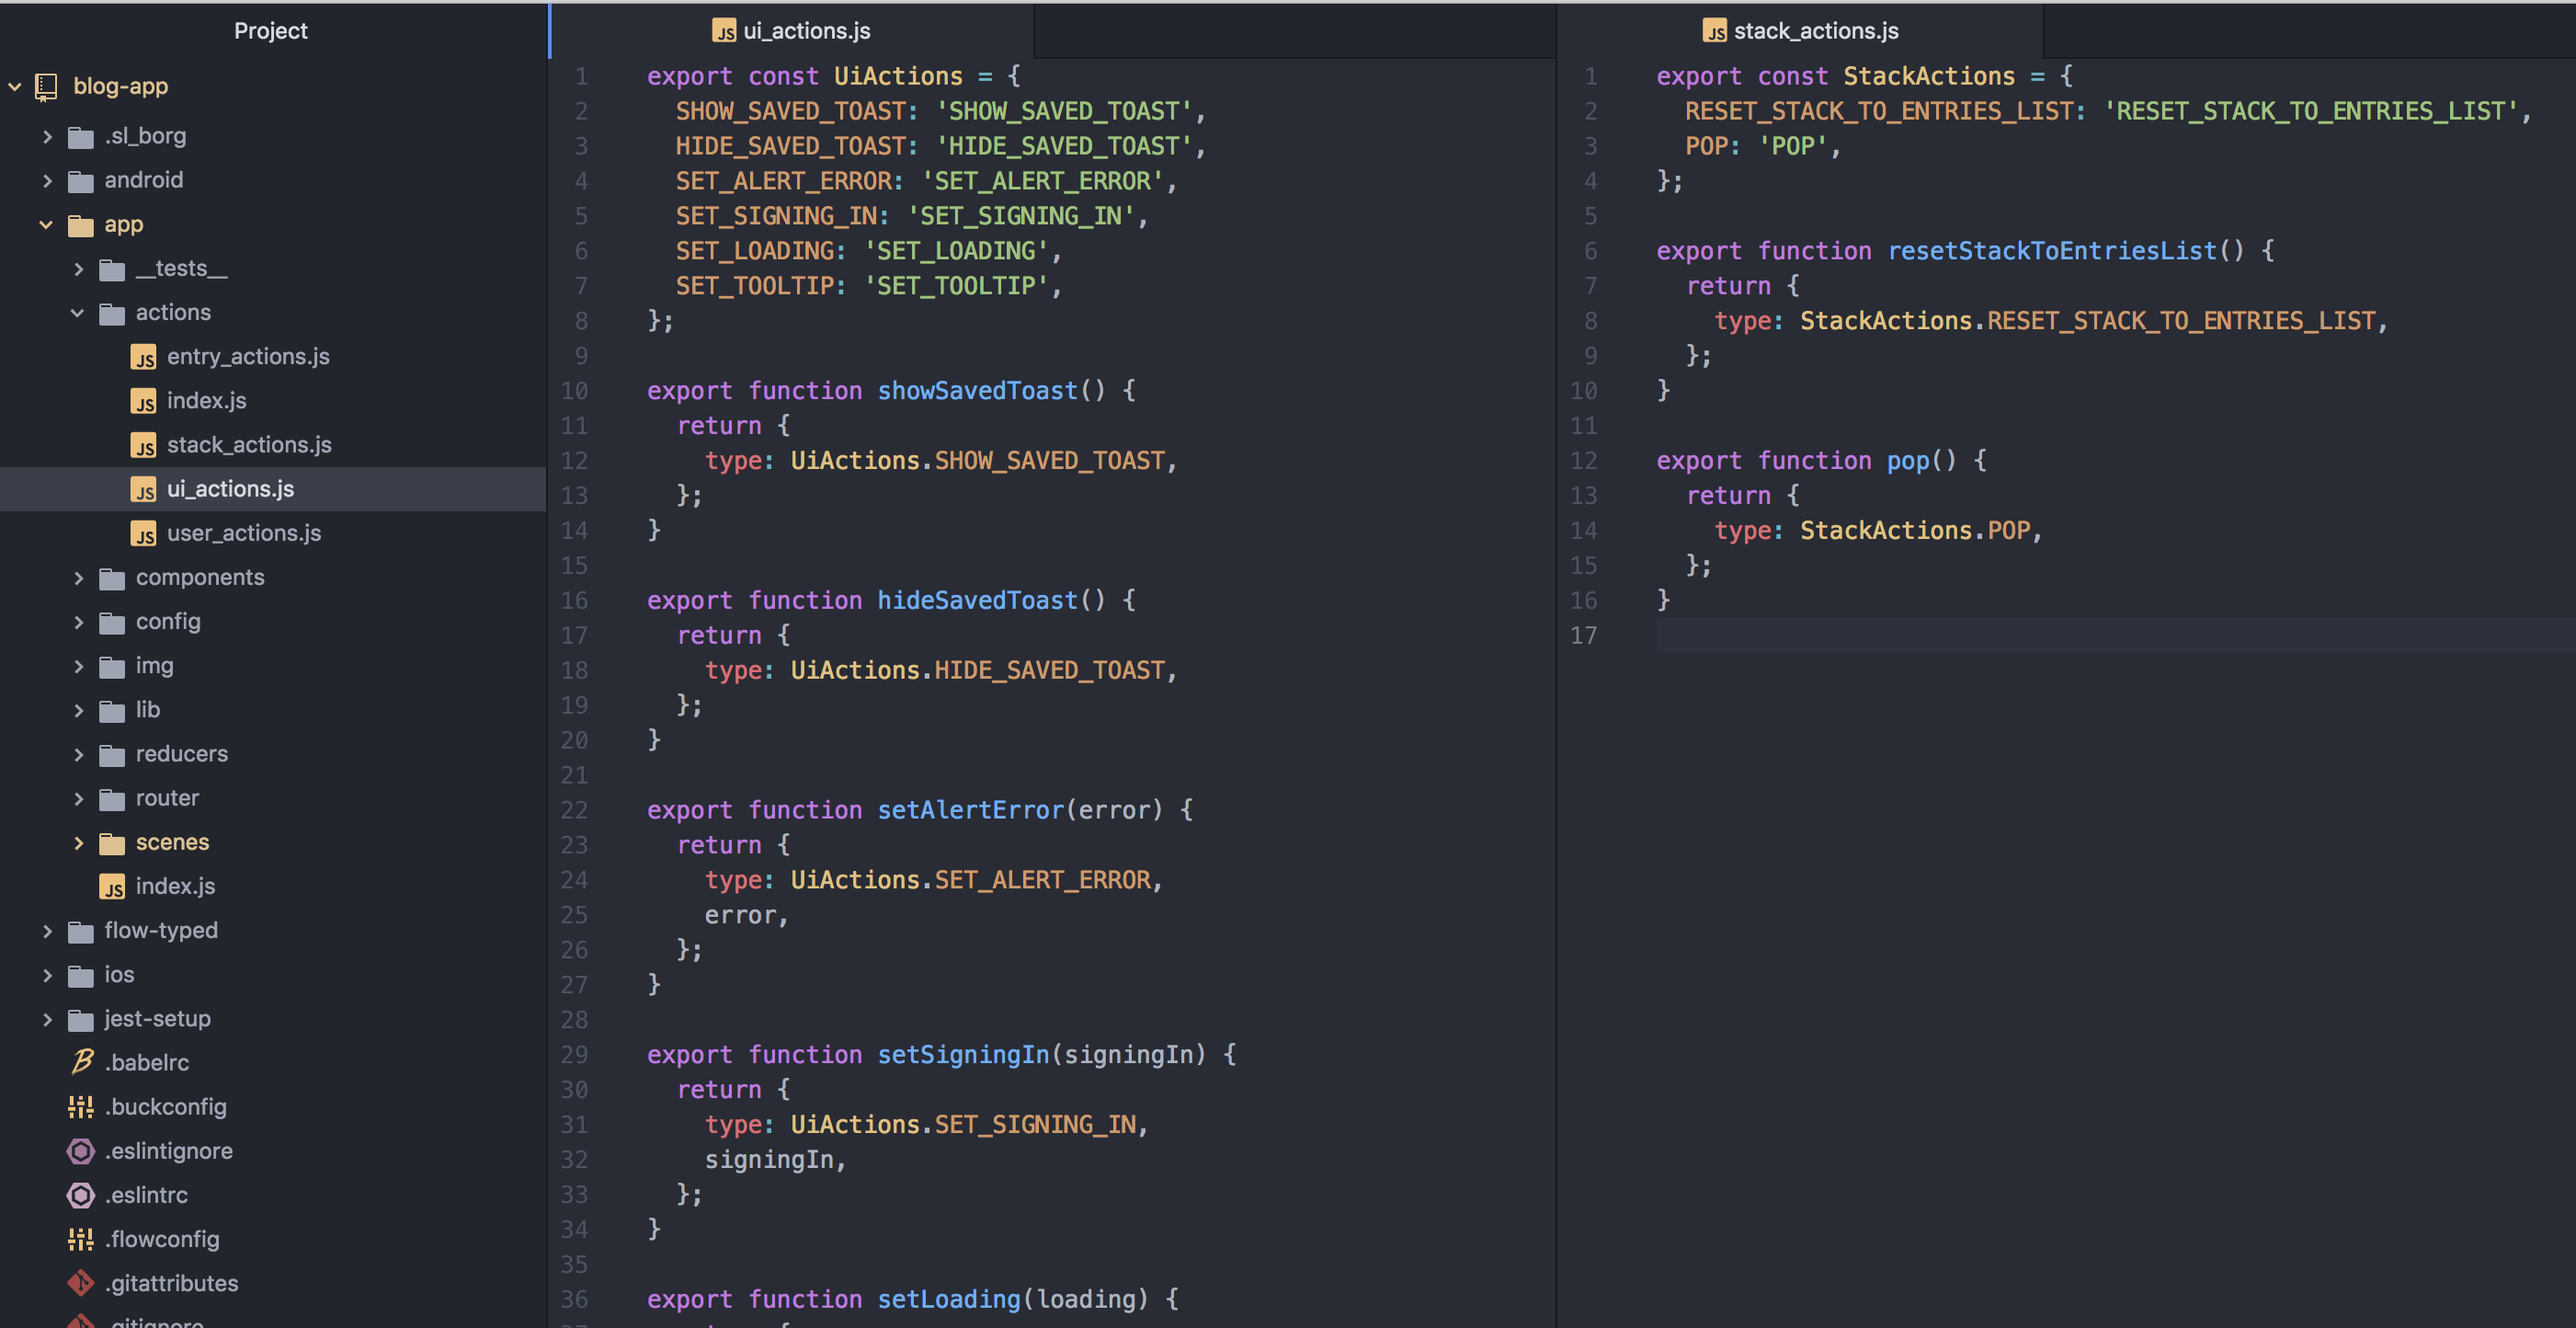 Project
blog-app
.sl_borg
android
app
__tests__
actions
entry_actions.js
index.js
stack_actions.js
ui_actions.js
user_actions.js
components
config
img
lib
reducers
router
scenes
index.js
flow-typed
ios
jest-setup
.babelrc
.buckconfig
.eslintignore
.eslintrc
.flowconfig
.gitattributes
.gitignore
ui_actions.js
1 export const UiActions = {
2 SHOW_SAVED_TOAST: 'SHOW_SAVED_TOAST',
3 HIDE_SAVED_TOAST: 'HIDE_SAVED_TOAST',
4 SET_ALERT_ERROR: 'SET_ALERT_ERROR',
5 SET_SIGNING_IN: 'SET_SIGNING_IN',
6 SET_LOADING: 'SET_LOADING',
7 SET_TOOLTIP: 'SET_TOOLTIP',
8 };
9
10 export function showSavedToast() {
11 return {
12 type: UiActions.SHOW_SAVED_TOAST,
13 };
14 }
15
16 export function hideSavedToast() {
17 return {
18 type: UiActions.HIDE_SAVED_TOAST,
19 };
20 }
21
22 export function setAlertError(error) {
23 return {
24 type: UiActions.SET_ALERT_ERROR,
25 error,
26 };
27 }
28
29 export function setSigningIn(signingIn) {
30 return {
31 type: UiActions.SET_SIGNING_IN,
32 signingIn,
33 };
34 }
35
36 export function setLoading(loading) {
stack_actions.js
1 export const StackActions = {
2 RESET_STACK_TO_ENTRIES_LIST: 'RESET_STACK_TO_ENTRIES_LIST',
3 POP: 'POP',
4 };
5
6 export function resetStackToEntriesList() {
7 return {
8 type: StackActions.RESET_STACK_TO_ENTRIES_LIST,
9 };
10 }
11
12 export function pop() {
13 return {
14 type: StackActions.POP,
15 };
16 }
17